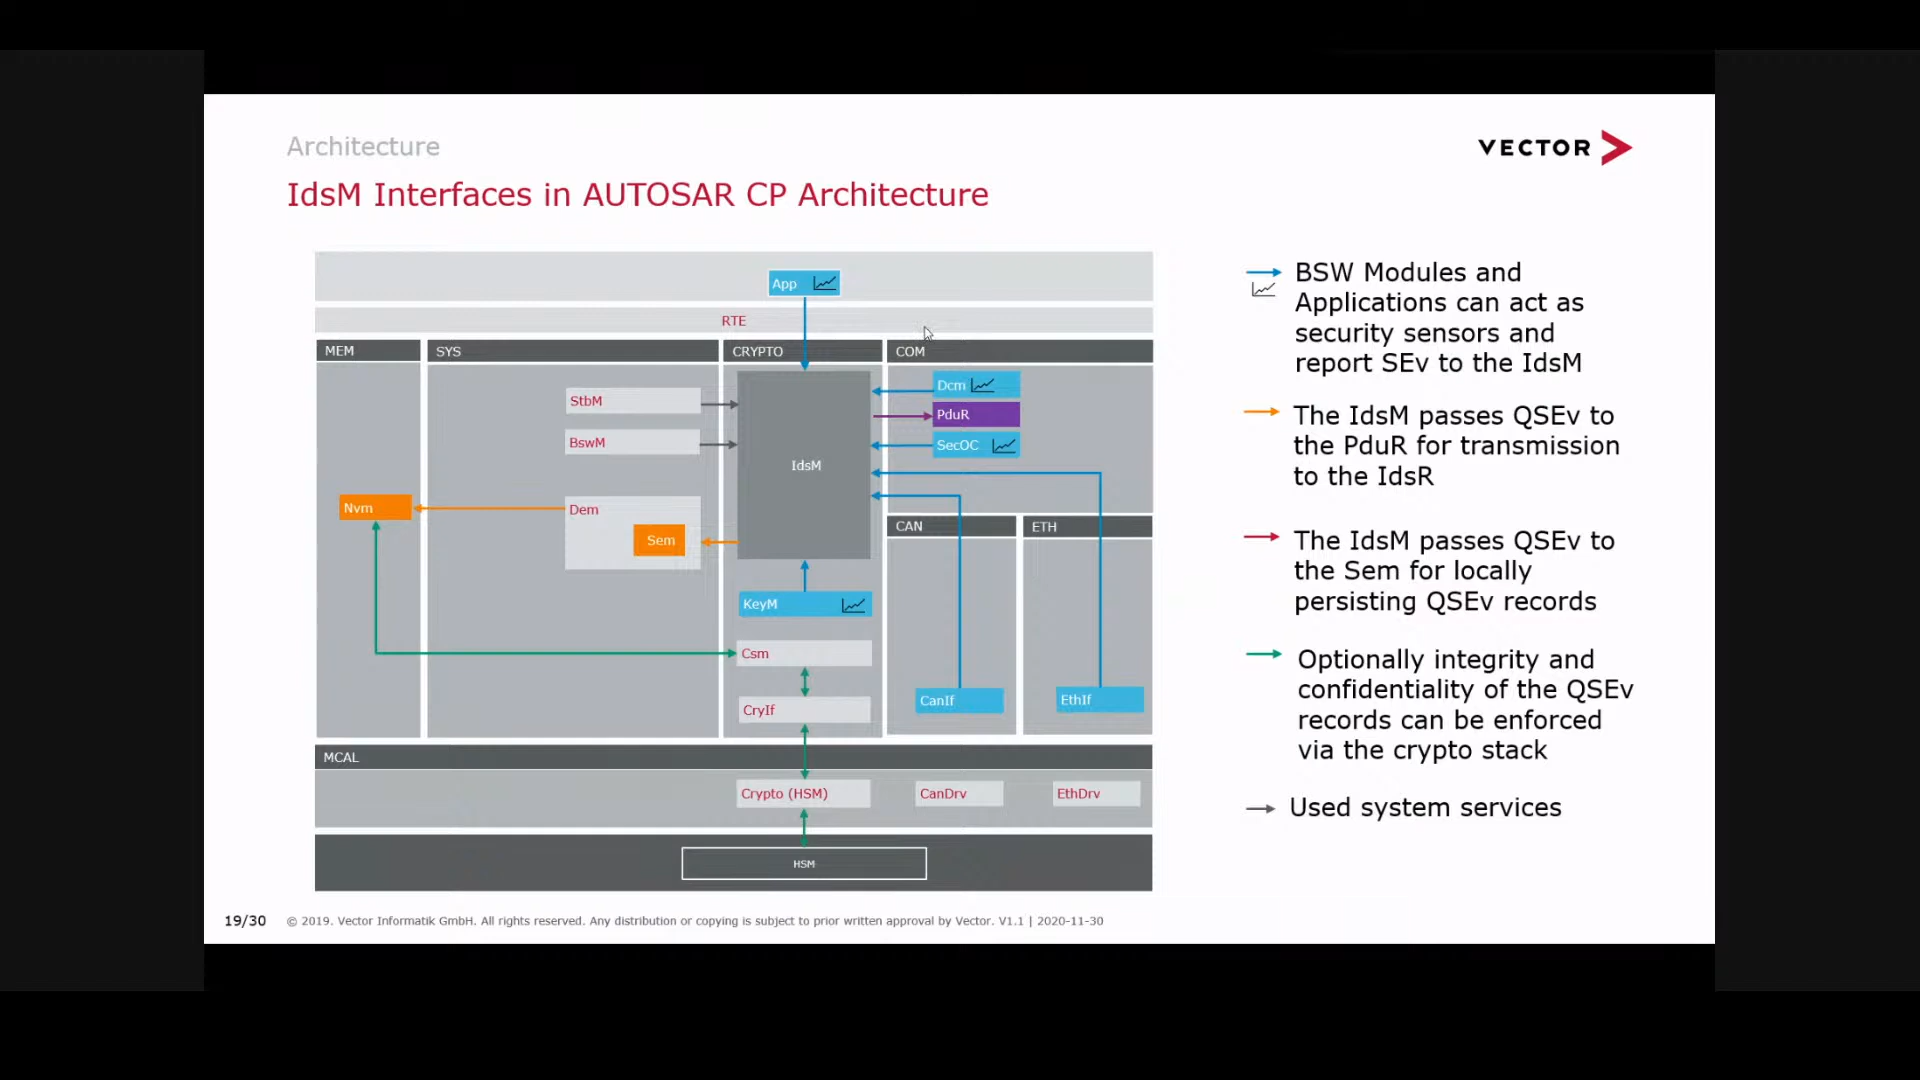 Architecture
VECTOR
IdsM Interfaces in AUTOSAR CP Architecture
App
RTE
MEM
SYS
CRYPTO
COM
StbM
BswM
Nvm
Dem
Sem
IdsM
Dcm
PduR
SecOC
CAN
ETH
KeyM
Csm
CryIf
CanIf
EthIf
MCAL
Crypto (HSM)
CanDrv
EthDrv
HSM
BSW Modules and
Applications can act as
security sensors and
report SEv to the IdsM
The IdsM passes QSEv to
the PduR for transmission
to the IdsR
The IdsM passes QSEv to
the Sem for locally
persisting QSEv records
Optionally integrity and
confidentiality of the QSEv
records can be enforced
via the crypto stack
Used system services
19/30
© 2019. Vector Informatik GmbH. All rights reserved. Any distribution or copying is subject to prior written approval by Vector. V1.1 | 2020-11-30